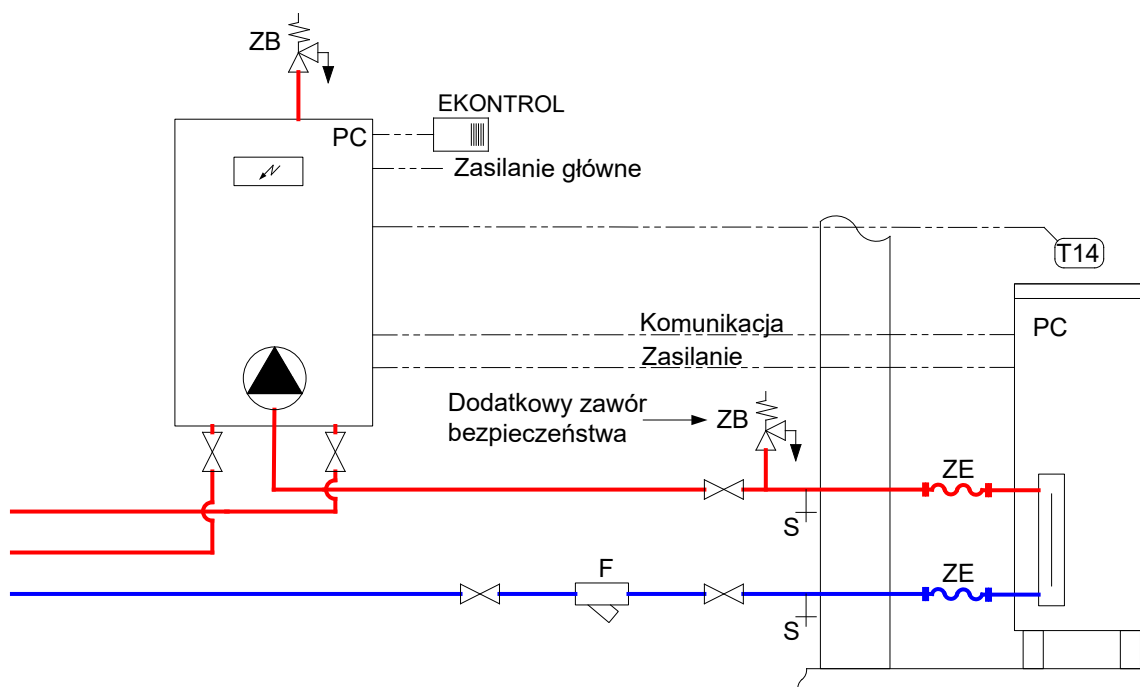 ZB
EKONTROL
PC
Zasilanie główne
T14
Komunikacja
PC
Zasilanie
Dodatkowy zawór
bezpieczeństwa
ZB
ZE
S
F
ZE
S